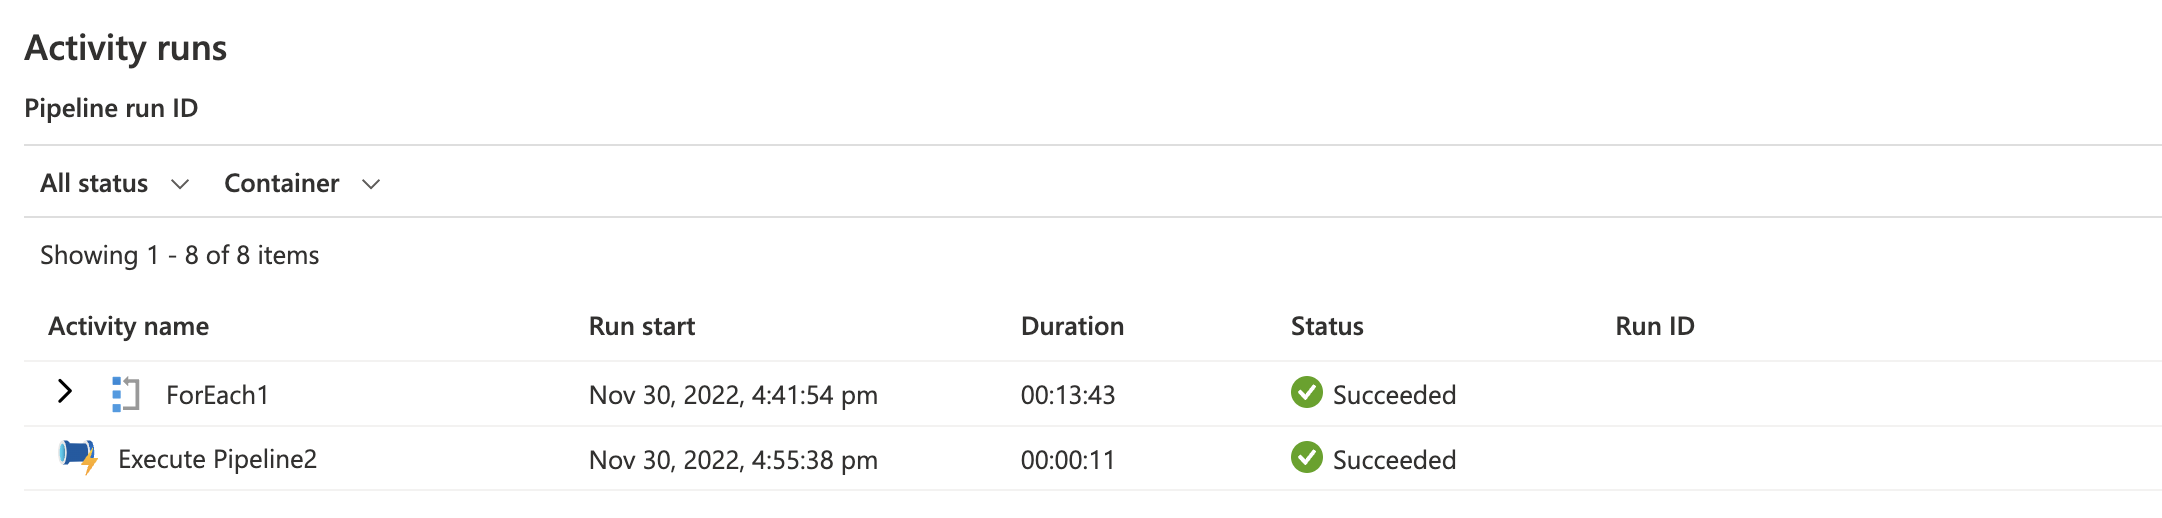 Activity runs
Pipeline run ID
All status Container
Showing 1 - 8 of 8 items
Activity name Run start Duration Status Run ID
ForEach1 Nov 30, 2022, 4:41:54 pm 00:13:43 Succeeded
Execute Pipeline2 Nov 30, 2022, 4:55:38 pm 00:00:11 Succeeded